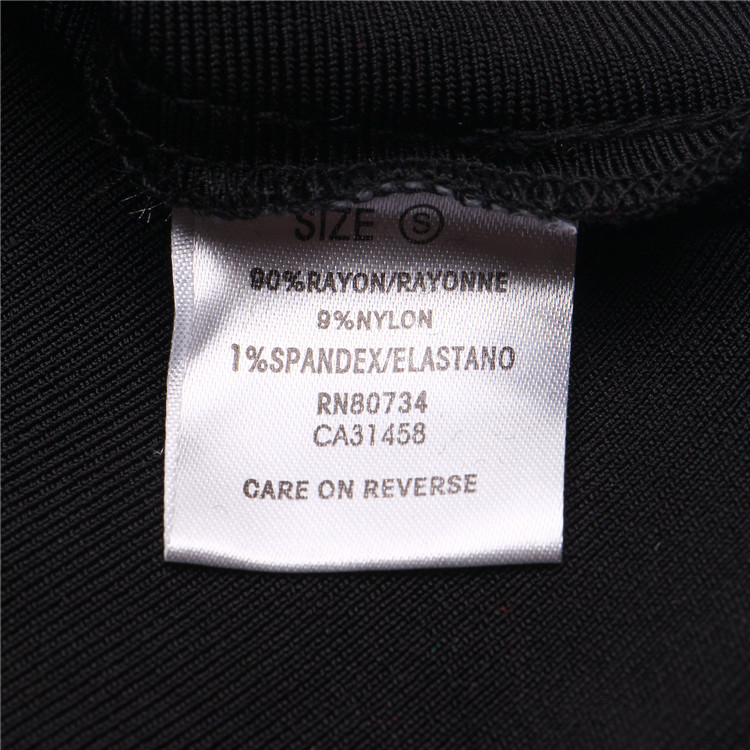 SIZE S
90%RAYON/RAYONNE
9%NYLON
1%SPANDEX/ELASTANO
RN80734
CA31458
CARE ON REVERSE